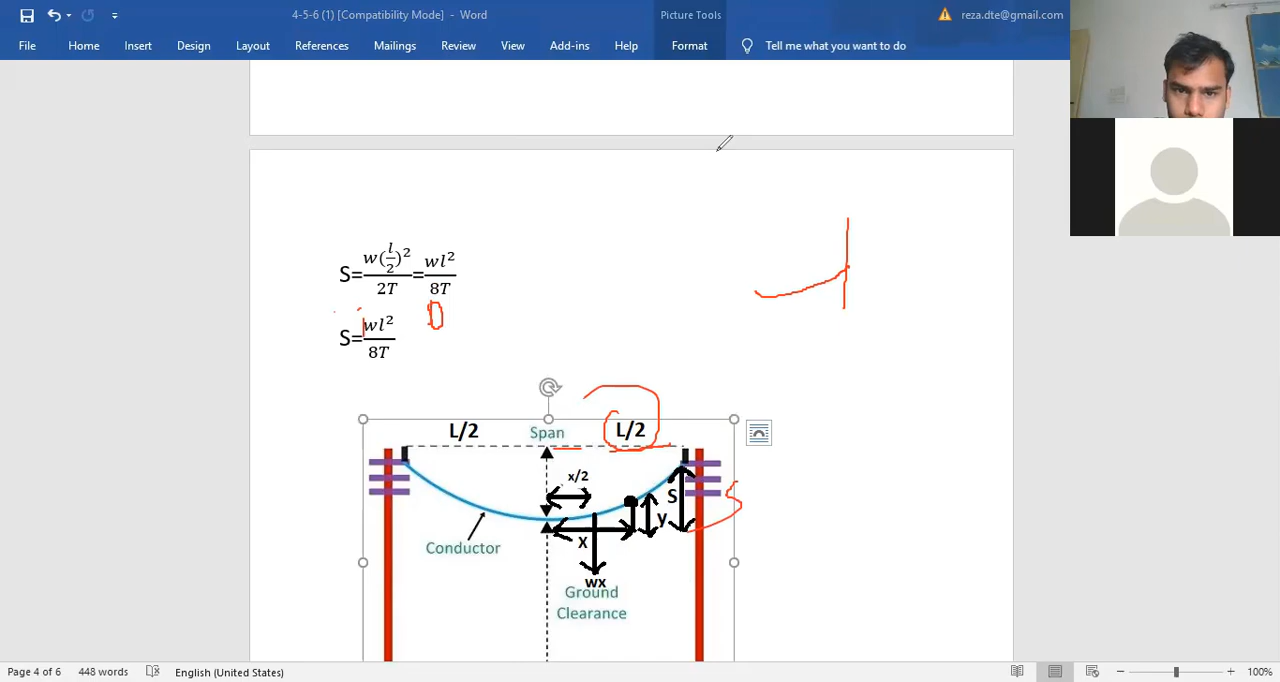 4-5-6 (1) [Compatibility Mode] - Word
Picture Tools
reza.dte@gmail.com
File Home Insert Design Layout References Mailings Review View Add-ins Help Format Tell me what you want to do
S=w(l/2)²/2T=wl²/8T
S=wl²/8T
L/2 Span L/2
x/2
S
S
y
X
Conductor
wx
Ground
Clearance
Page 4 of 6 448 words English (United States) 100%